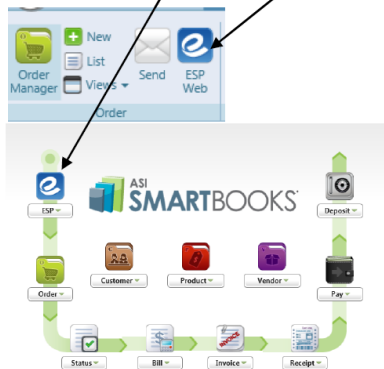 New
List
Views
Order Manager
Send
ESP Web
Order
ASI
SMARTBOOKS
ESP
Deposit
Customer
Product
Vendor
Order
Pay
Status
Bill
Invoice
Receipt